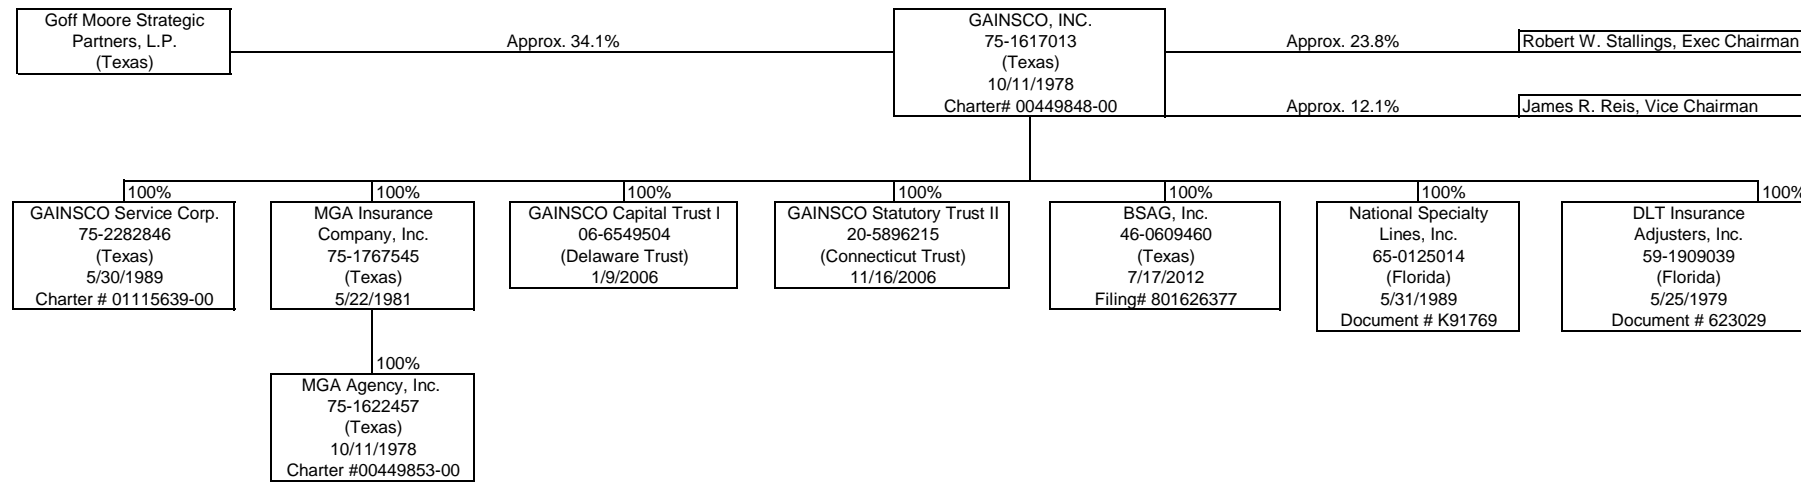 Goff Moore Strategic
Partners, L.P.
(Texas)
Approx. 34.1%
GAINSCO, INC.
75-1617013
(Texas)
10/11/1978
Charter# 00449848-00
Approx. 23.8%
Robert W. Stallings, Exec Chairman
Approx. 12.1%
James R. Reis, Vice Chairman
100%
GAINSCO Service Corp.
75-2282846
(Texas)
5/30/1989
Charter # 01115639-00
100%
MGA Insurance
Company, Inc.
75-1767545
(Texas)
5/22/1981
100%
GAINSCO Capital Trust I
06-6549504
(Delaware Trust)
1/9/2006
100%
GAINSCO Statutory Trust II
20-5896215
(Connecticut Trust)
11/16/2006
100%
BSAG, Inc.
46-0609460
(Texas)
7/17/2012
Filing# 801626377
100%
National Specialty
Lines, Inc.
65-0125014
(Florida)
5/31/1989
Document # K91769
100%
DLT Insurance
Adjusters, Inc.
59-1909039
(Florida)
5/25/1979
Document # 623029
100%
MGA Agency, Inc.
75-1622457
(Texas)
10/11/1978
Charter #00449853-00